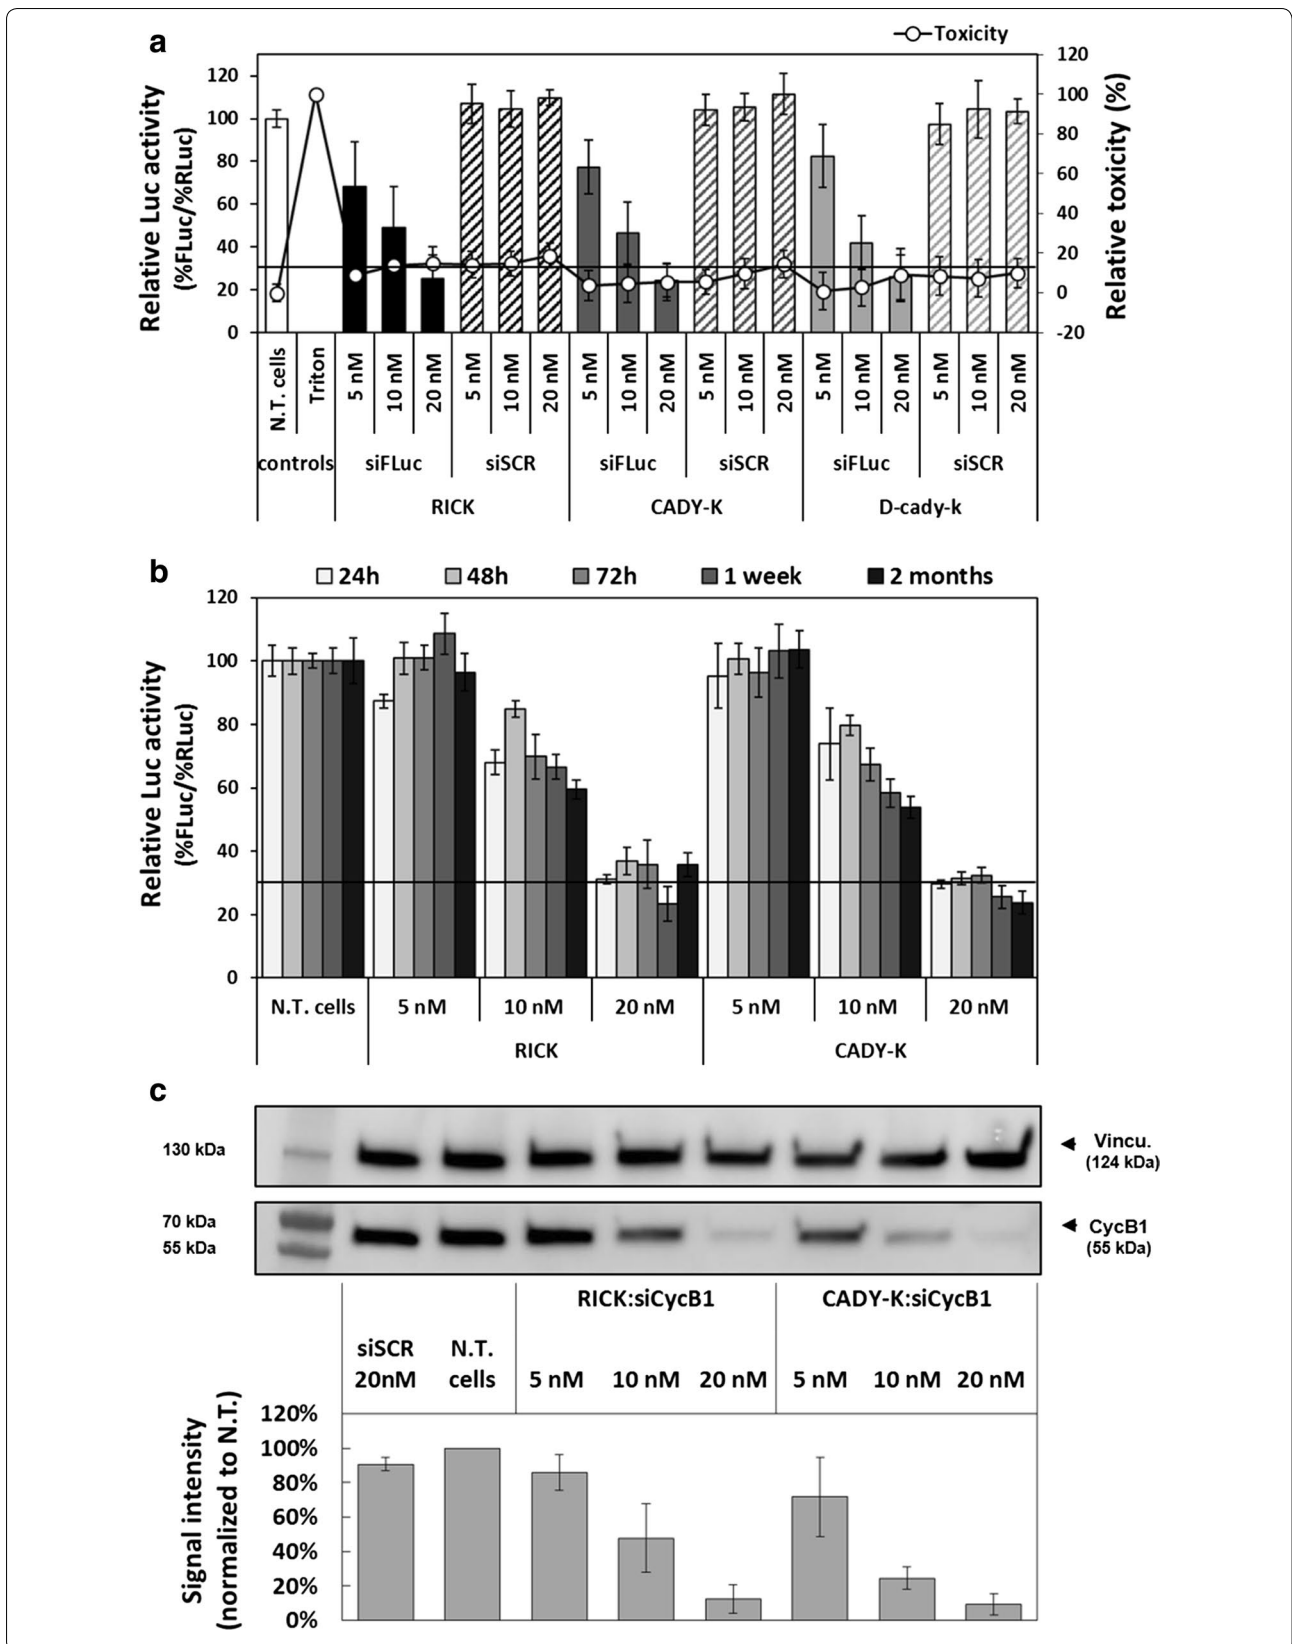 a
Toxicity
Relative Luc activity
(%FLuc/%RLuc)
120
100
80
60
40
20
0
120
100
80
60
40
20
0
-20
Relative toxicity (%)
N.T. cells
Triton
5 nM
10 nM
20 nM
5 nM
10 nM
20 nM
5 nM
10 nM
20 nM
5 nM
10 nM
20 nM
5 nM
10 nM
20 nM
5 nM
10 nM
20 nM
controls siFLuc siSCR siFLuc siSCR siFLuc siSCR
RICK CADY-K D-cady-k
b
24h 48h 72h 1 week 2 months
Relative Luc activity
(%FLuc/%RLuc)
120
100
80
60
40
20
0
N.T. cells 5 nM 10 nM 20 nM 5 nM 10 nM 20 nM
RICK CADY-K
c
130 kDa
Vincu.
(124 kDa)
70 kDa
55 kDa
CycB1
(55 kDa)
RICK:siCycB1 CADY-K:siCycB1
siSCR N.T.
20nM cells 5 nM 10 nM 20 nM 5 nM 10 nM 20 nM
Signal intensity
(normalized to N.T.)
120%
100%
80%
60%
40%
20%
0%